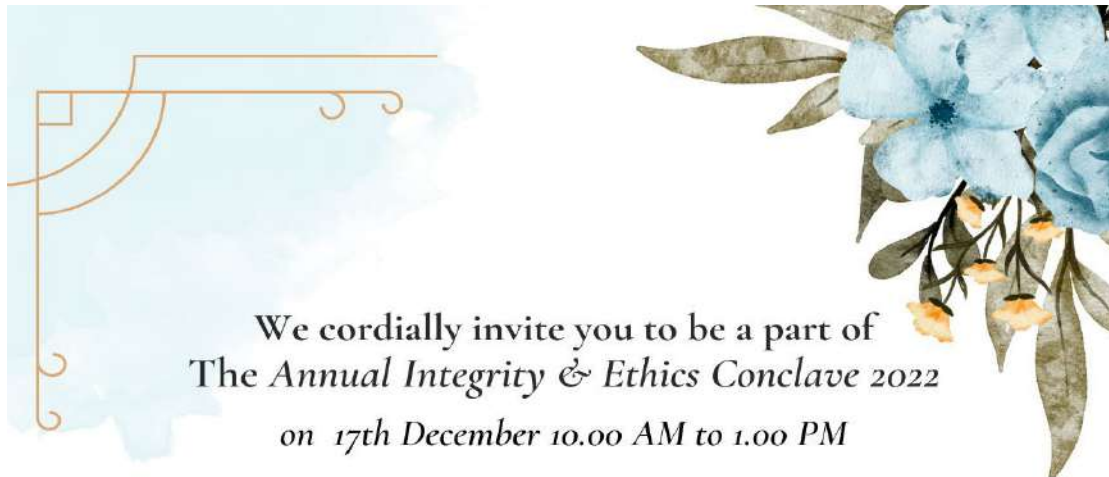 We cordially invite you to be a part of
The Annual Integrity & Ethics Conclave 2022
on 17th December 10.00 AM to 1.00 PM